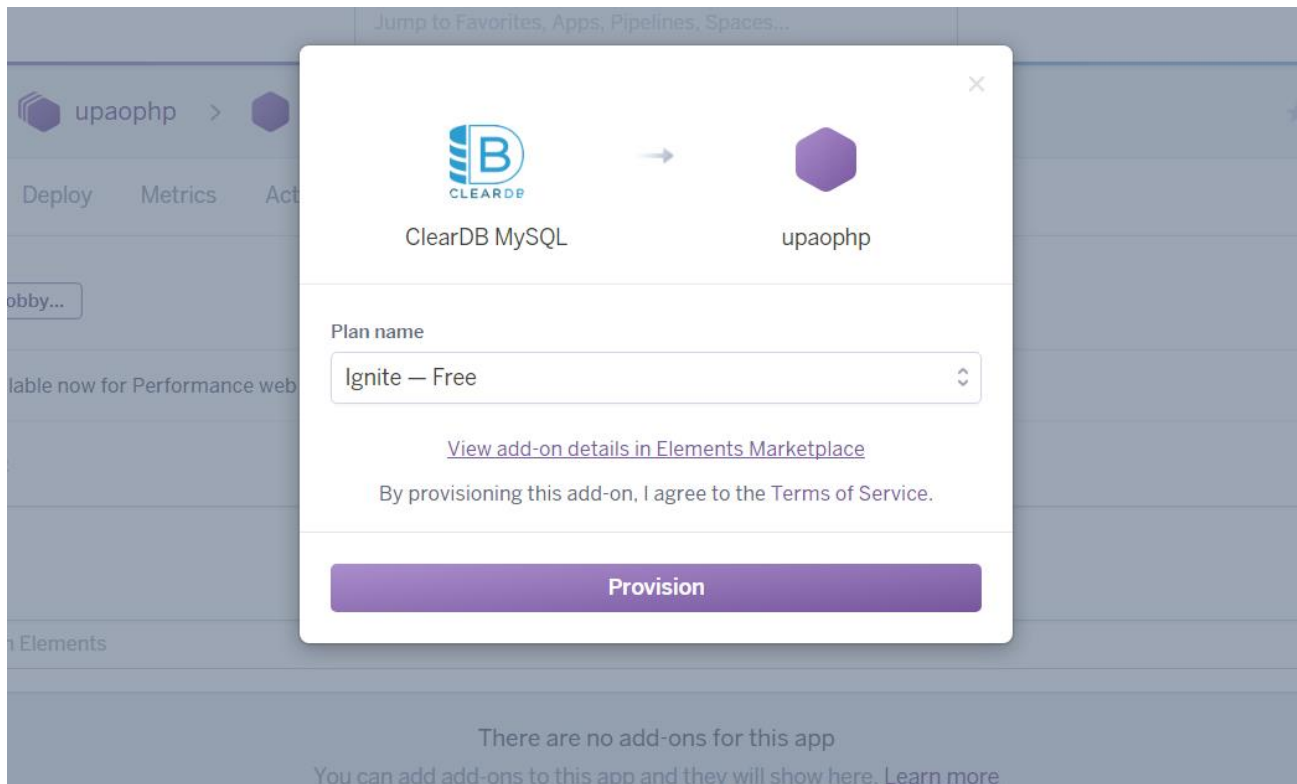 Jump to Favorites, Apps, Pipelines, Spaces...
upaophp >
Deploy Metrics Act
B
CLEARDB
ClearDB MySQL
upaophp
obby...
Plan name
Ignite — Free
lable now for Performance web
View add-on details in Elements Marketplace
By provisioning this add-on, I agree to the Terms of Service.
Provision
n Elements
There are no add-ons for this app
You can add add-ons to this app and they will show here. Learn more